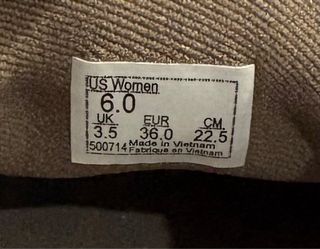 US Women
6.0
UK EUR CM
3.5 36.0 22.5
500714 Made in Vietnam
Fabrique en Vietnam